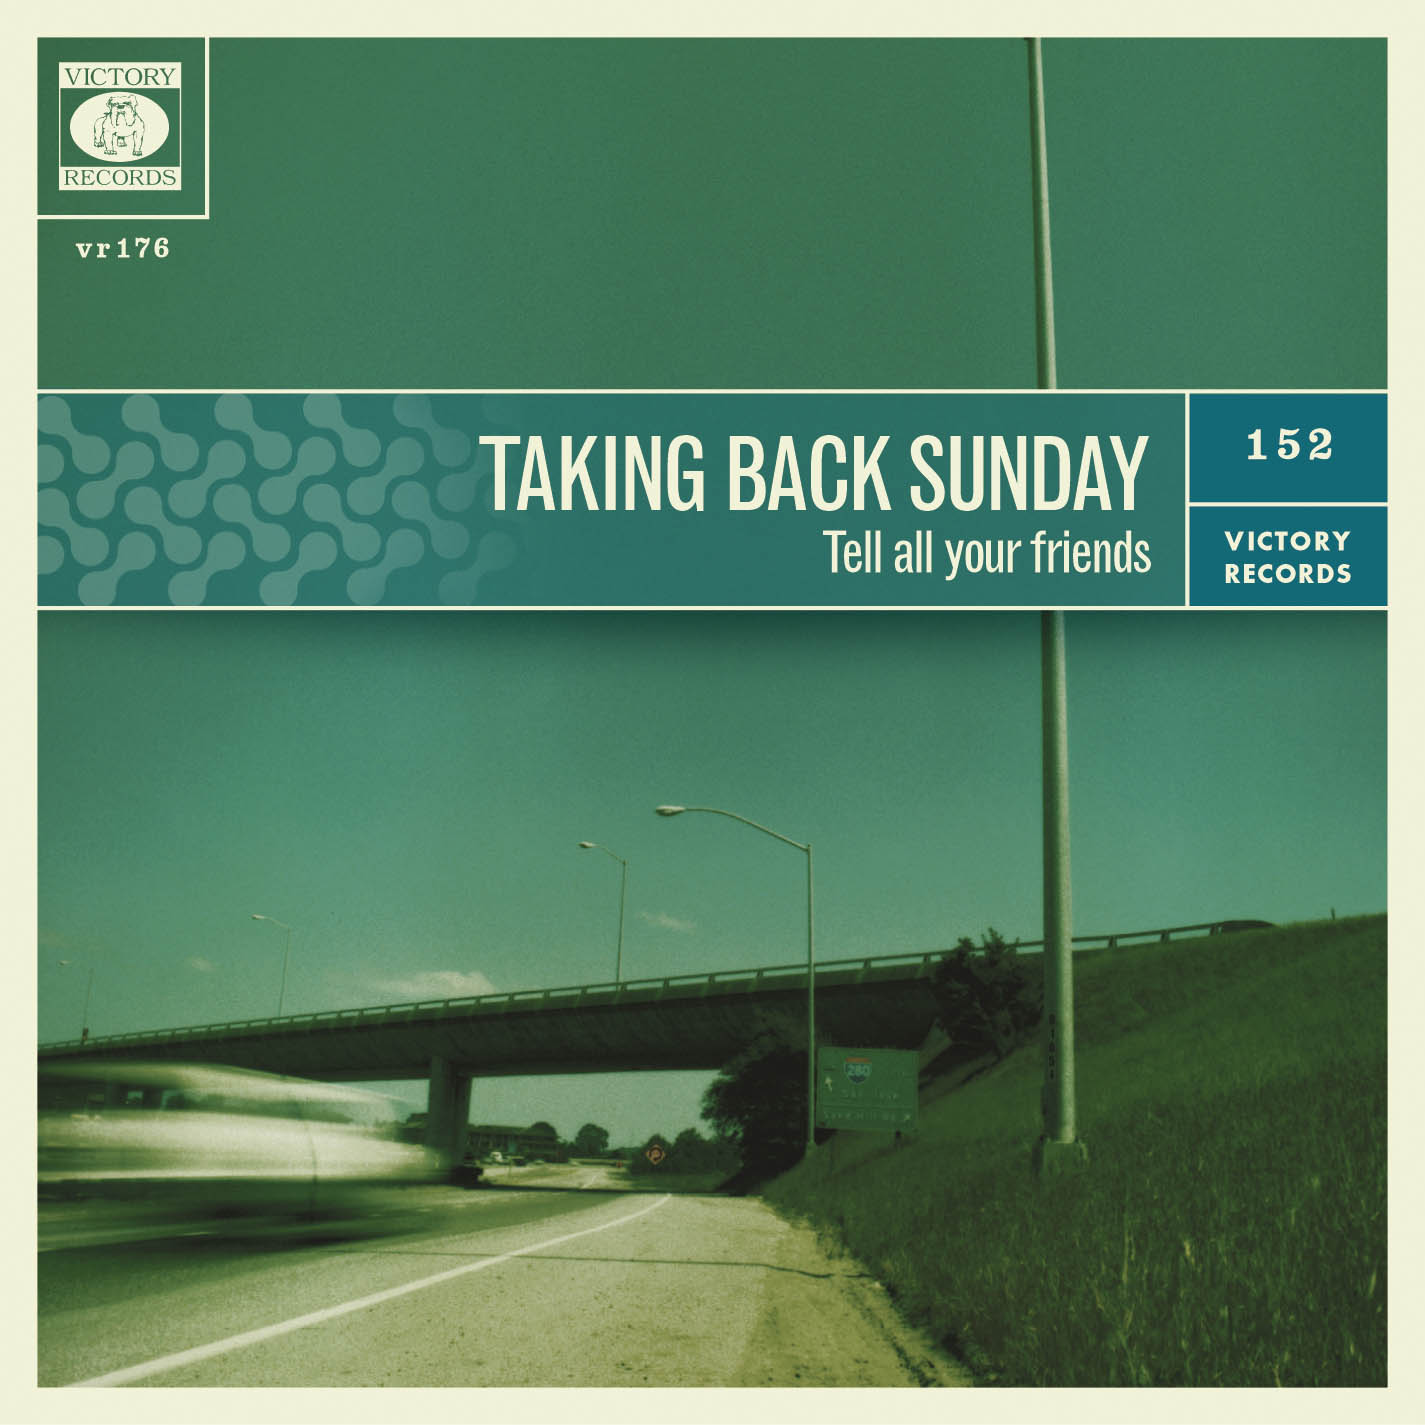 VICTORY
RECORDS
vr176
TAKING BACK SUNDAY
Tell all your friends
152
VICTORY
RECORDS
280